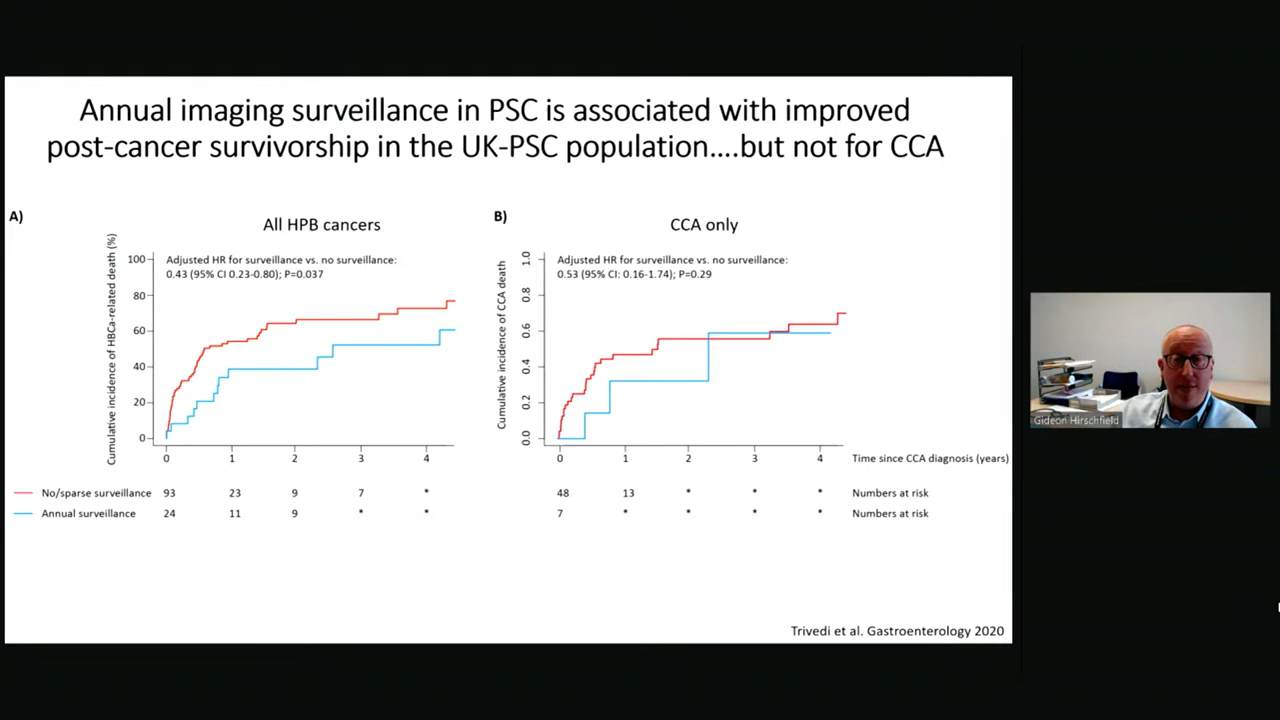 Annual imaging surveillance in PSC is associated with improved
post-cancer survivorship in the UK-PSC population....but not for CCA
A)
All HPB cancers
Cumulative incidence of HBCa-related death (%)
100
80
60
40
20
0
Adjusted HR for surveillance vs. no surveillance:
0.43 (95% CI 0.23-0.80); P=0.037
0 1 2 3 4
No/sparse surveillance 93 23 9 7 *
Annual surveillance 24 11 9 * *
B)
CCA only
Cumulative incidence of CCA death
1.0
0.8
0.6
0.4
0.2
0.0
Adjusted HR for surveillance vs. no surveillance:
0.53 (95% CI: 0.16-1.74); P=0.29
0 1 2 3 4 Time since CCA diagnosis (years)
48 13 * * * Numbers at risk
7 * * * * Numbers at risk
Trivedi et al. Gastroenterology 2020
Gideon Hirschfield